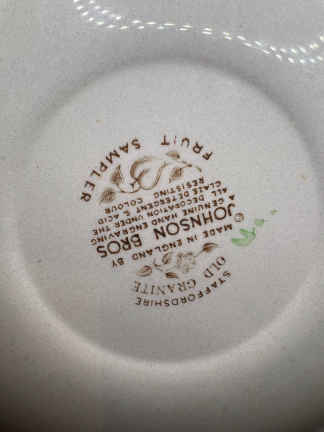 STAFFORDSHIRE
OLD GRANITE
MADE IN ENGLAND BY
© JOHNSON BROS
A GENUINE HAND ENGRAVING
ALL DECORATION UNDER THE
GLAZE DETERGENT & ACID
RESISTING COLOUR
FRUIT SAMPLER